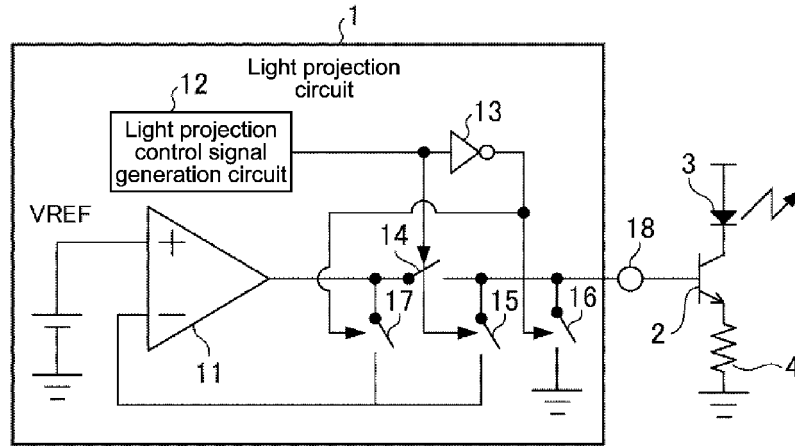 1
Light projection
circuit
12
Light projection
control signal
generation circuit
13
3
VREF
14
18
+
−
17
15
16
11
2
4